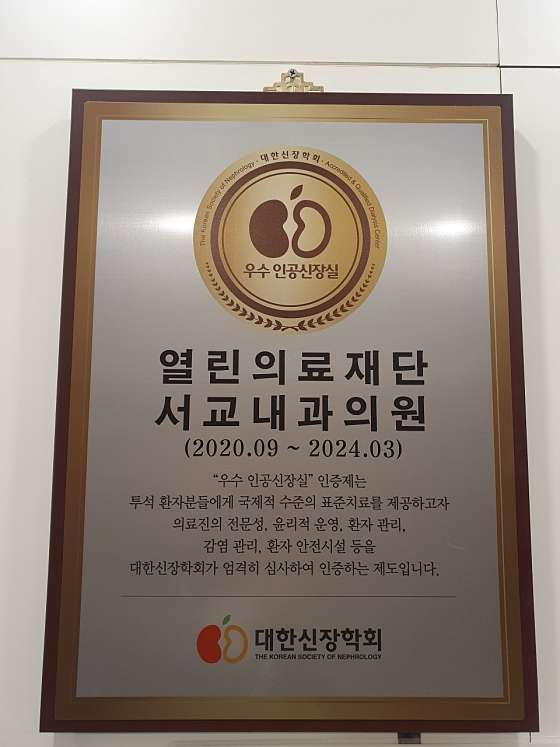 The Korean Society of Nephrology · 대한신장학회 · Accredited & Qualified Dialysis Center
우수 인공신장실
열린의료재단
서교내과의원
(2020.09 ~ 2024.03)
“우수 인공신장실” 인증제는
투석 환자분들에게 국제적 수준의 표준치료를 제공하고자
의료진의 전문성, 윤리적 운영, 환자 관리,
감염 관리, 환자 안전시설 등을
대한신장학회가 엄격히 심사하여 인증하는 제도입니다.
대한신장학회
THE KOREAN SOCIETY OF NEPHROLOGY